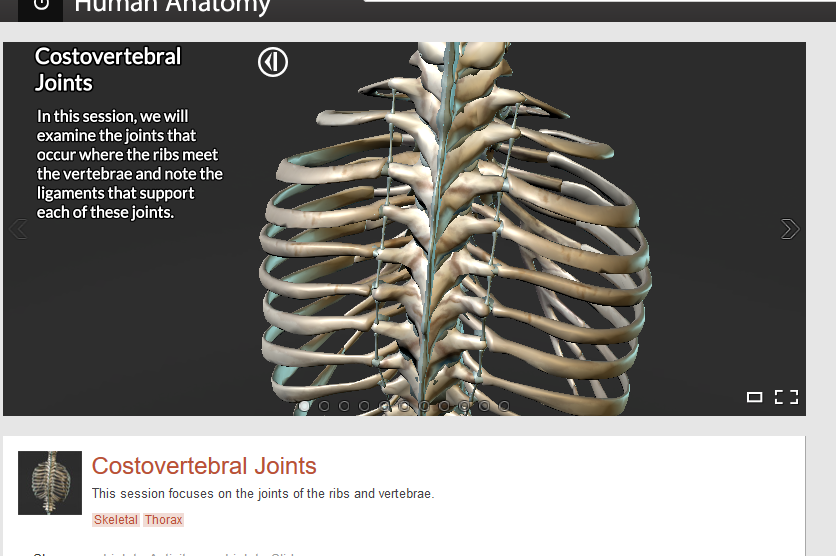 Human Anatomy
Costovertebral
Joints
In this session, we will
examine the joints that
occur where the ribs meet
the vertebrae and note the
ligaments that support
each of these joints.
Costovertebral Joints
This session focuses on the joints of the ribs and vertebrae.
Skeletal Thorax